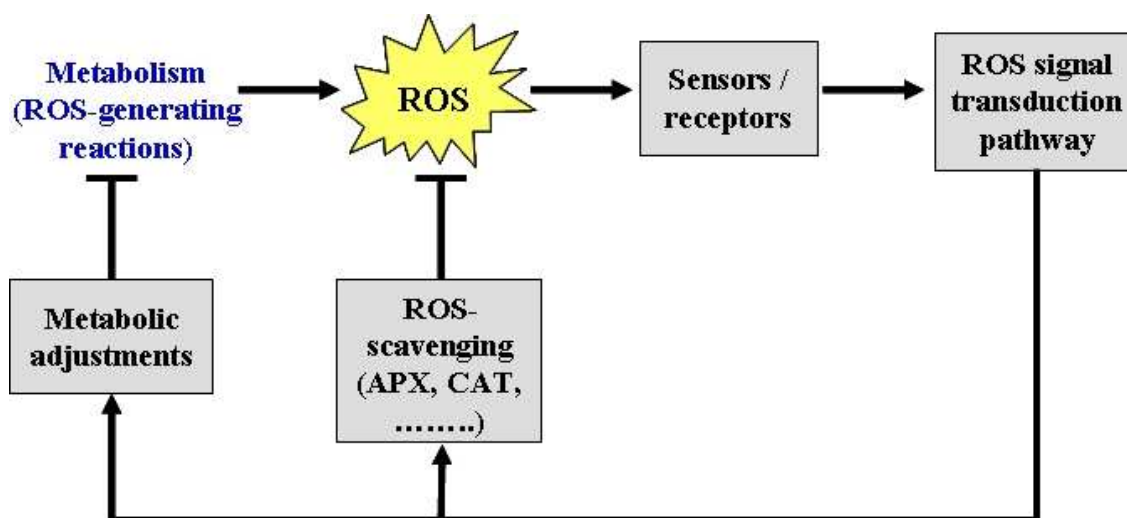 Metabolism
(ROS-generating
reactions)
ROS
Sensors /
receptors
ROS signal
transduction
pathway
Metabolic
adjustments
ROS-
scavenging
(APX, CAT,
……..)